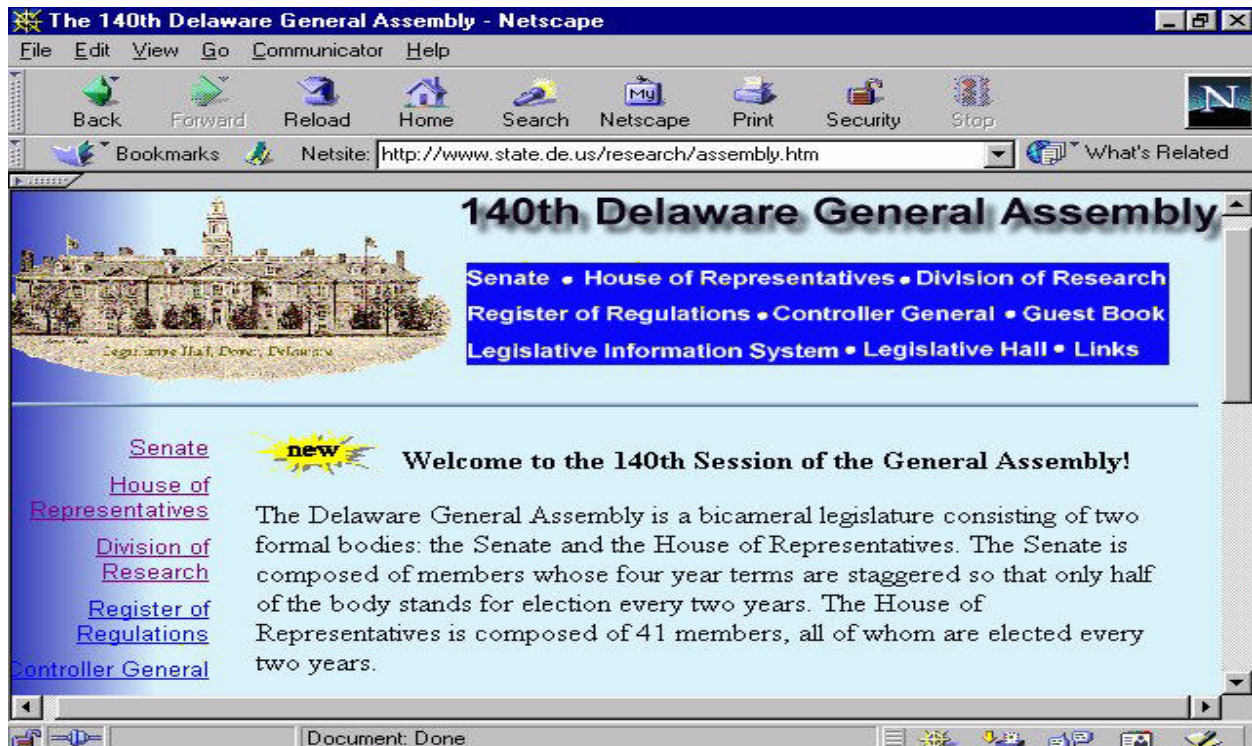 The 140th Delaware General Assembly - Netscape
File Edit View Go Communicator Help
Back Forward Reload Home Search Netscape Print Security Stop
My
N
Bookmarks Netsite: http://www.state.de.us/research/assembly.htm What's Related
140th Delaware General Assembly
Senate • House of Representatives • Division of Research
Register of Regulations • Controller General • Guest Book
Legislative Information System • Legislative Hall • Links
Legislative Hall, Dover, Delaware
Senate
House of
Representatives
Division of
Research
Register of
Regulations
Controller General
new
Welcome to the 140th Session of the General Assembly!
The Delaware General Assembly is a bicameral legislature consisting of two
formal bodies: the Senate and the House of Representatives. The Senate is
composed of members whose four year terms are staggered so that only half
of the body stands for election every two years. The House of
Representatives is composed of 41 members, all of whom are elected every
two years.
Document: Done